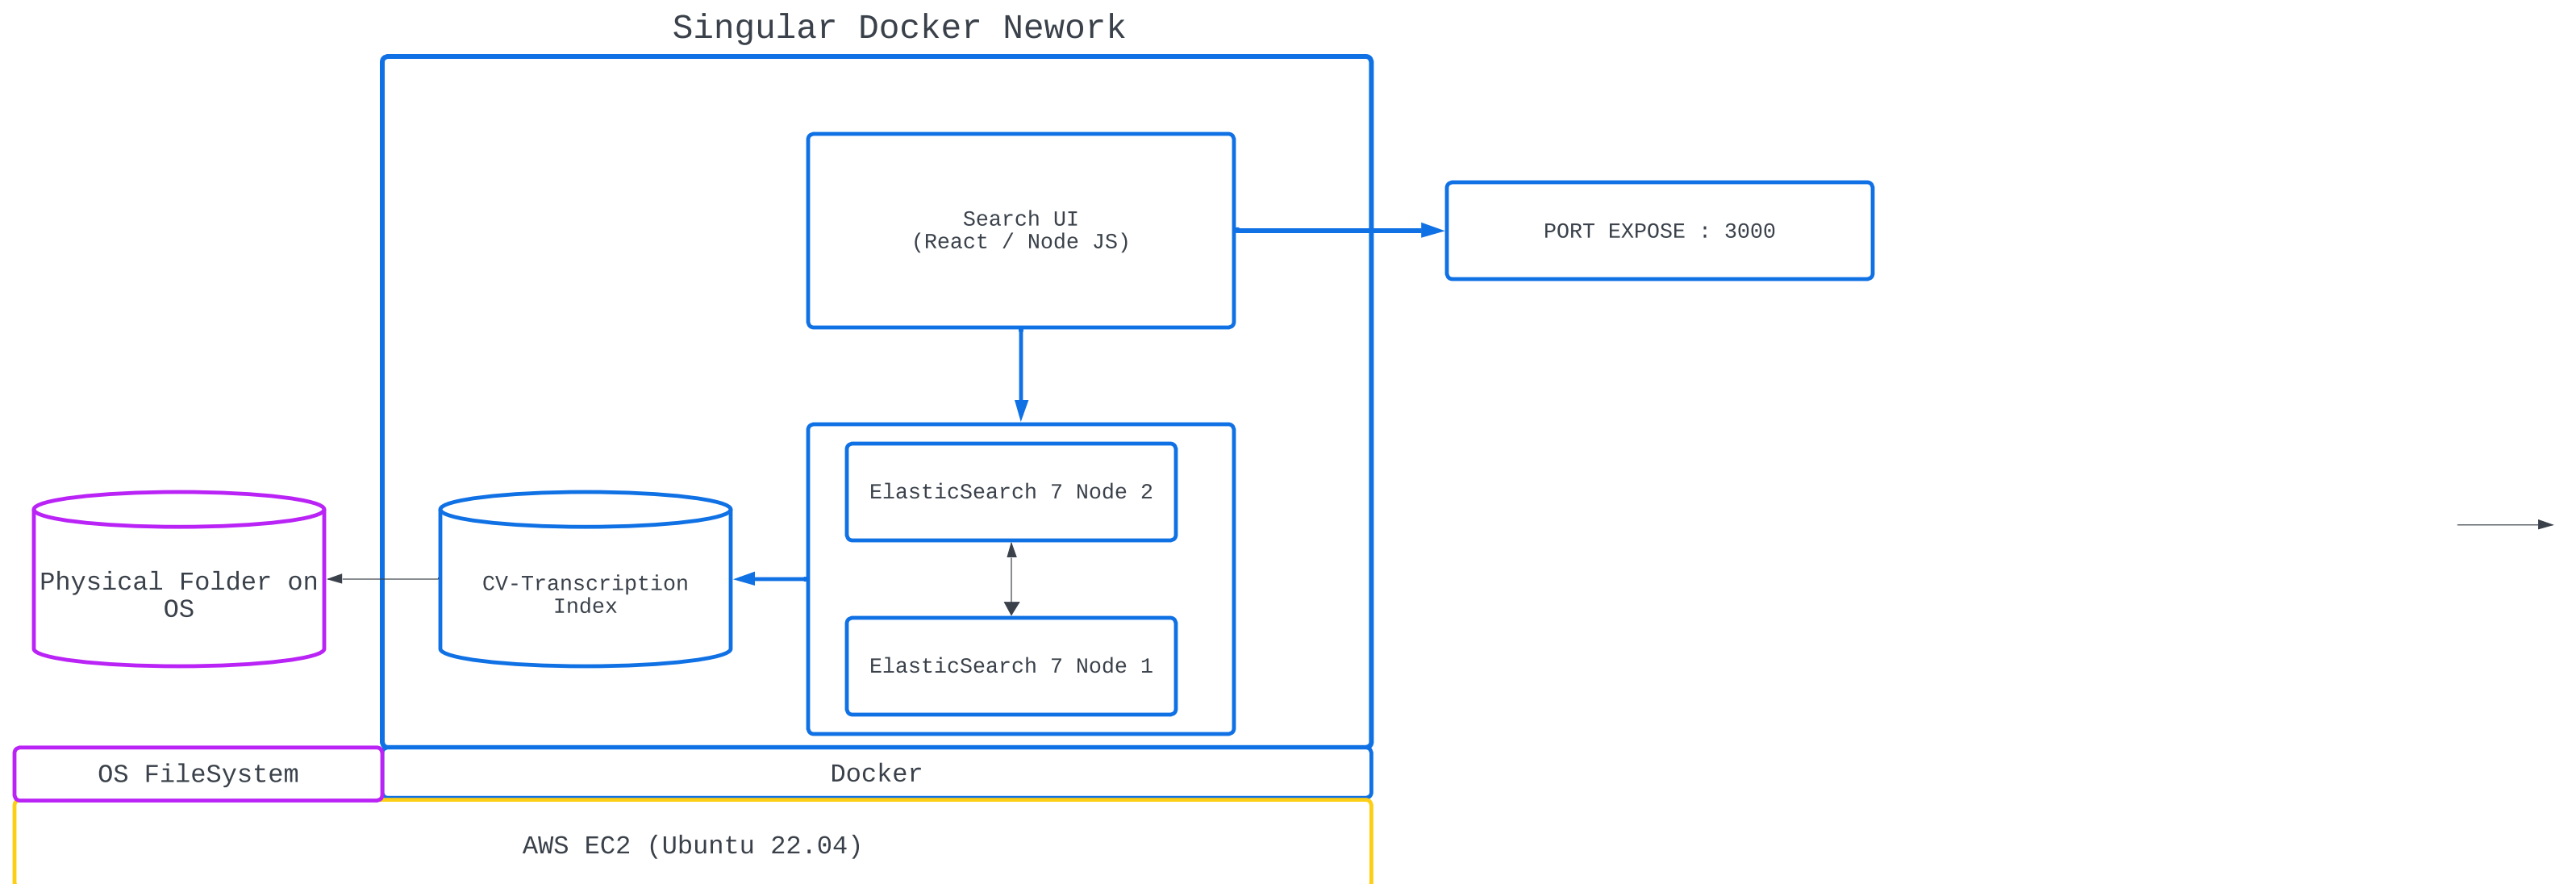 Singular Docker Nework
Search UI
(React / Node JS)
PORT EXPOSE : 3000
ElasticSearch 7 Node 2
Physical Folder on
OS
CV-Transcription
Index
ElasticSearch 7 Node 1
OS FileSystem
Docker
AWS EC2 (Ubuntu 22.04)